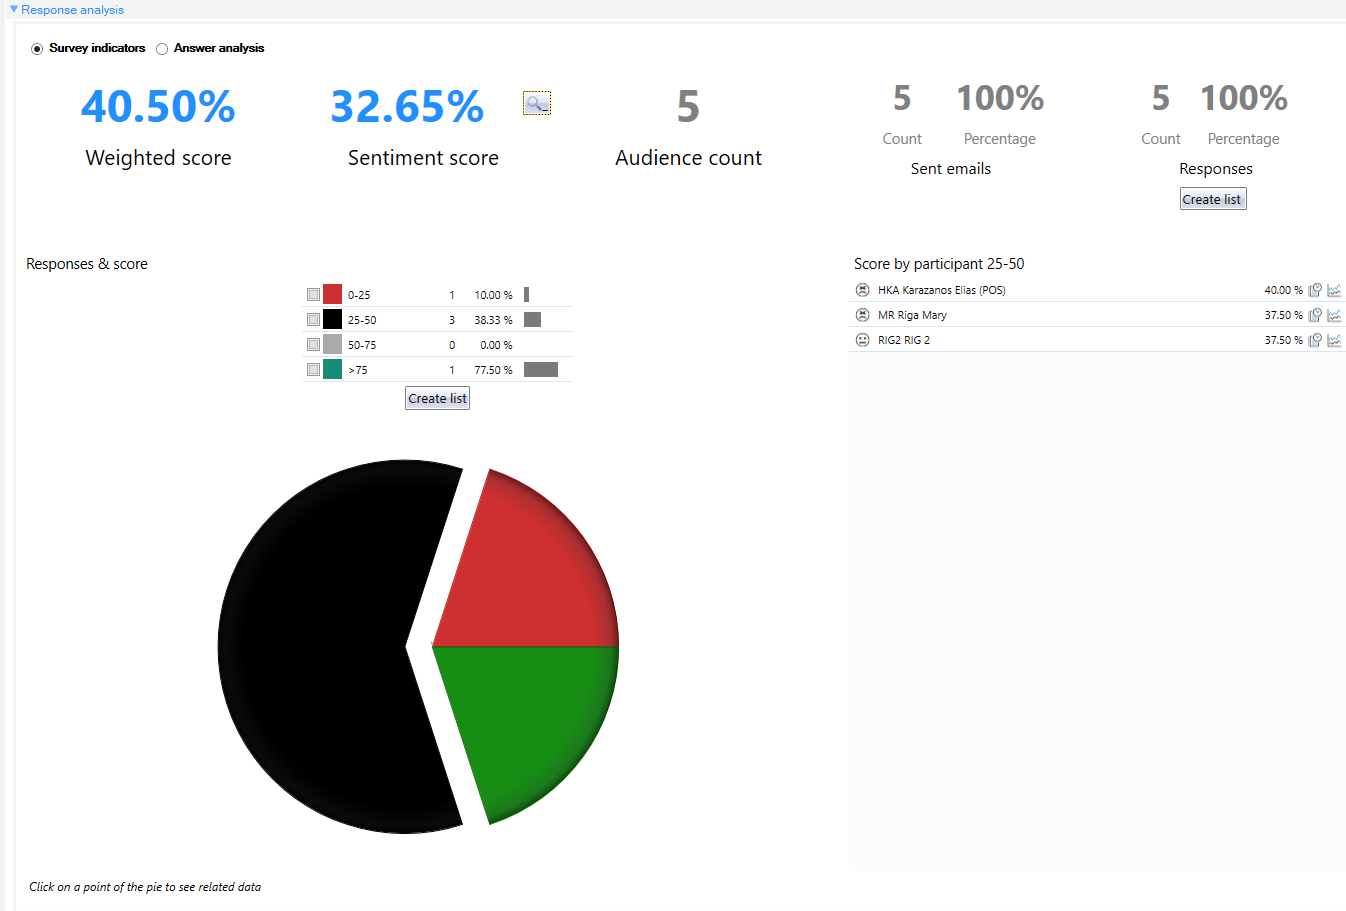 Response analysis
Survey indicators Answer analysis
40.50% 32.65% 5 5 100% 5 100%
Count Percentage Count Percentage
Weighted score Sentiment score Audience count Sent emails Responses
Create list
Responses & score
0-25 1 10.00 %
25-50 3 38.33 %
50-75 0 0.00 %
>75 1 77.50 %
Create list
Score by participant 25-50
HKA Karazanos Elias (POS) 40.00 %
MR Riga Mary 37.50 %
RIG2 RIG 2 37.50 %
Click on a point of the pie to see related data